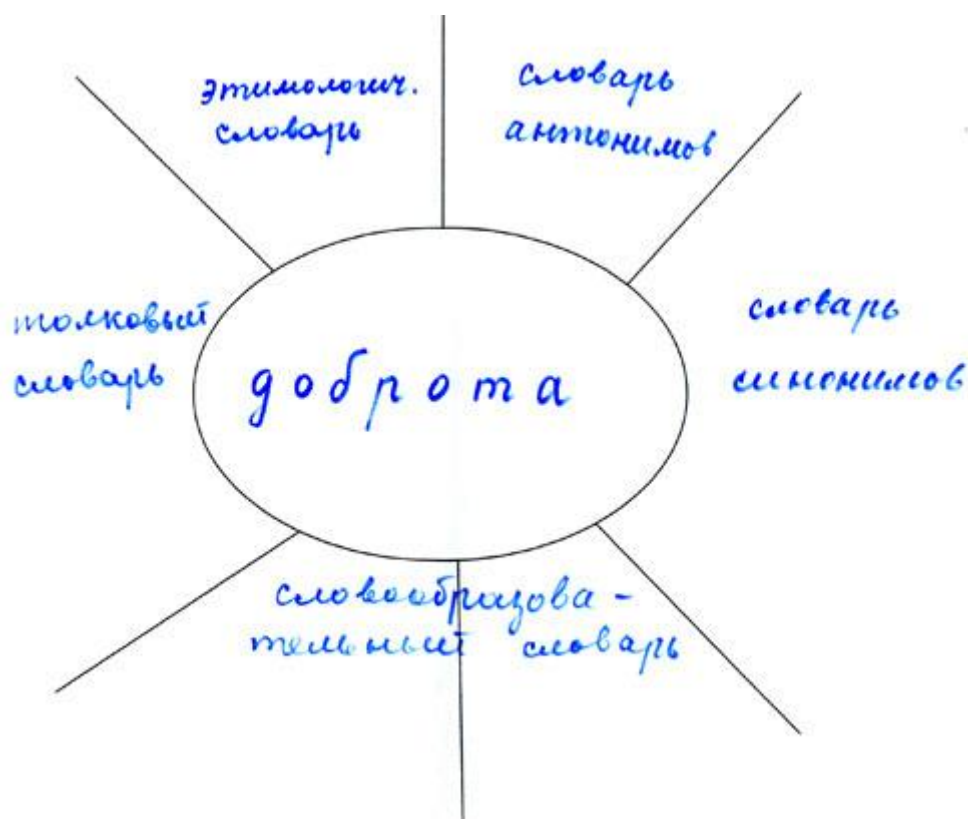 этимологич.
словарь
словарь
антонимов
толковый
словарь
доброта
словарь
синонимов
словообразова-
тельный словарь